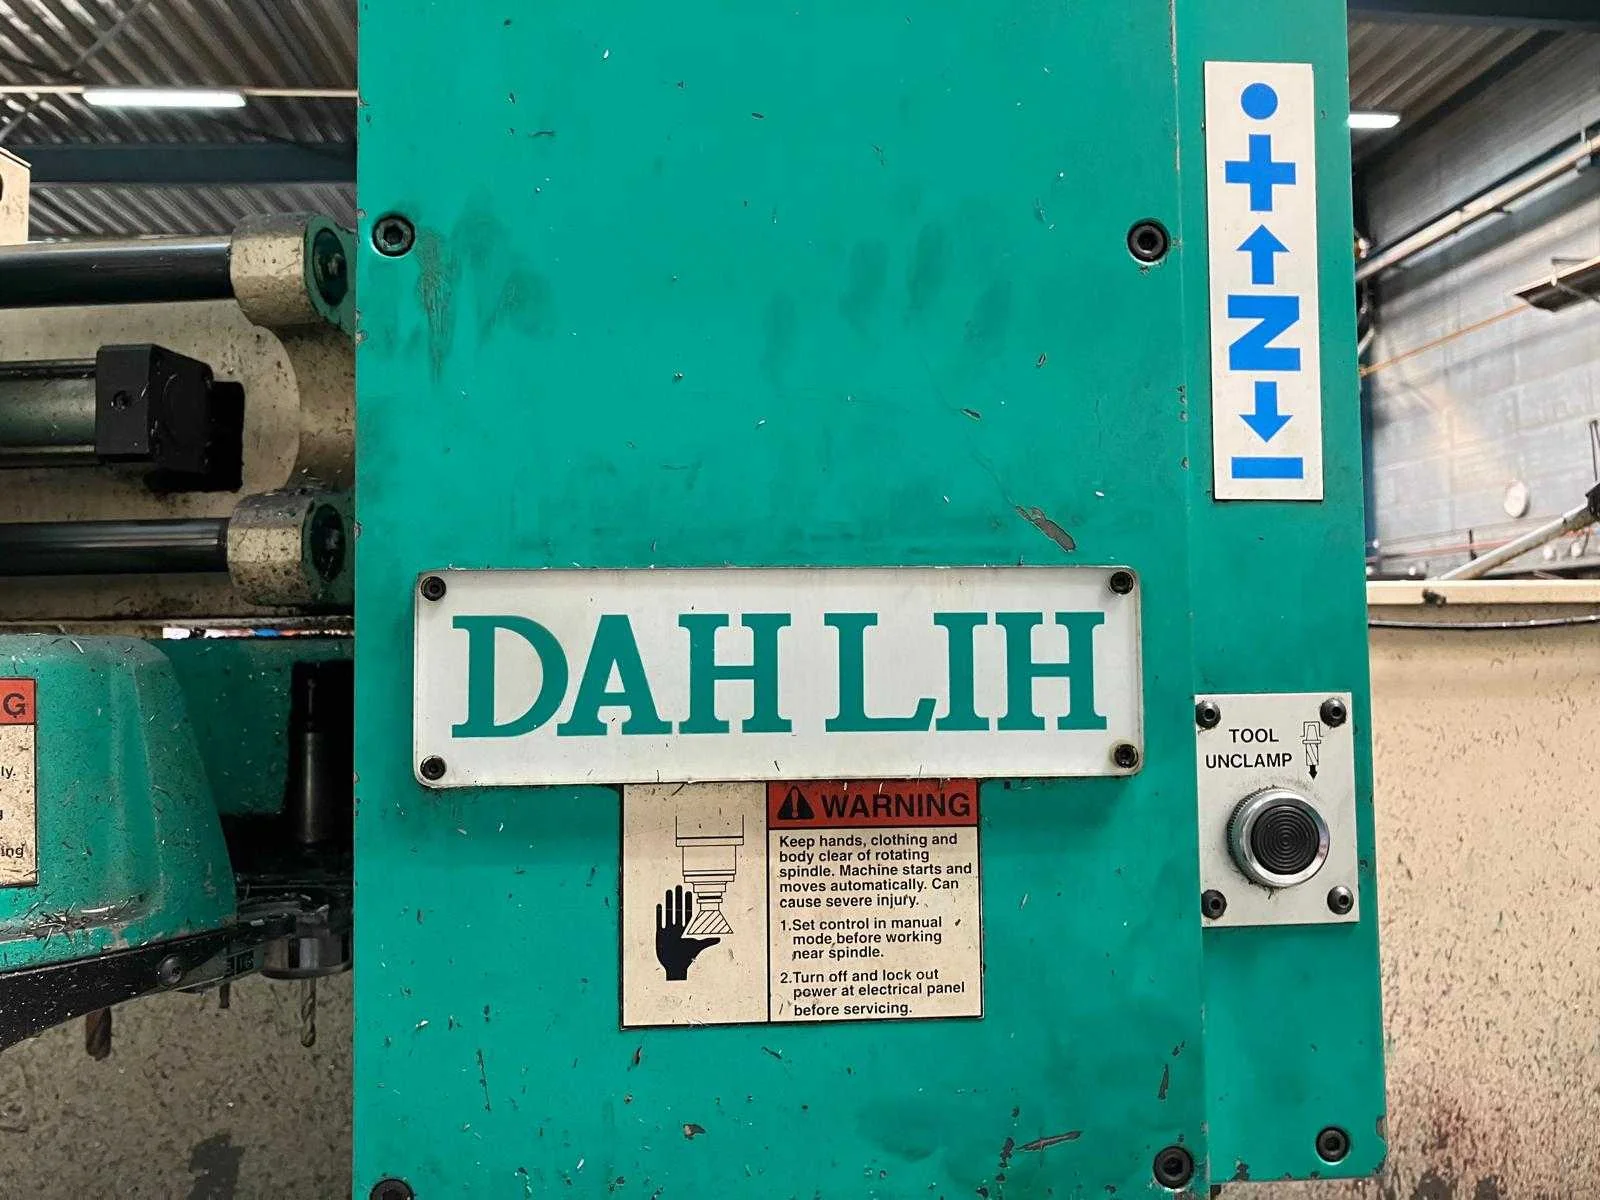 +
Z
-
DAH LIH
TOOL
UNCLAMP
WARNING
Keep hands, clothing and
body clear of rotating
spindle. Machine starts and
moves automatically. Can
cause severe injury.
1.Set control in manual
mode before working
near spindle.
2.Turn off and lock out
power at electrical panel
before servicing.
G
ly.
ing